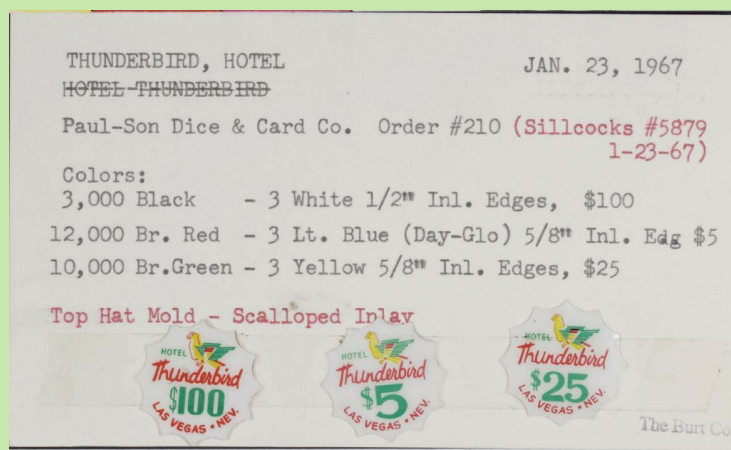 THUNDERBIRD, HOTEL
JAN. 23, 1967
HOTEL THUNDERBIRD
Paul-Son Dice & Card Co. Order #210 (Sillcocks #5879
1-23-67)
Colors:
3,000 Black - 3 White 1/2" Inl. Edges, $100
12,000 Br. Red - 3 Lt. Blue (Day-Glo) 5/8" Inl. Edg $5
10,000 Br.Green - 3 Yellow 5/8" Inl. Edges, $25
Top Hat Mold - Scalloped Inlay
HOTEL
Thunderbird
$100
LAS VEGAS • NEV.
HOTEL
Thunderbird
$5
LAS VEGAS • NEV.
HOTEL
Thunderbird
$25
LAS VEGAS • NEV.
The Burt Co